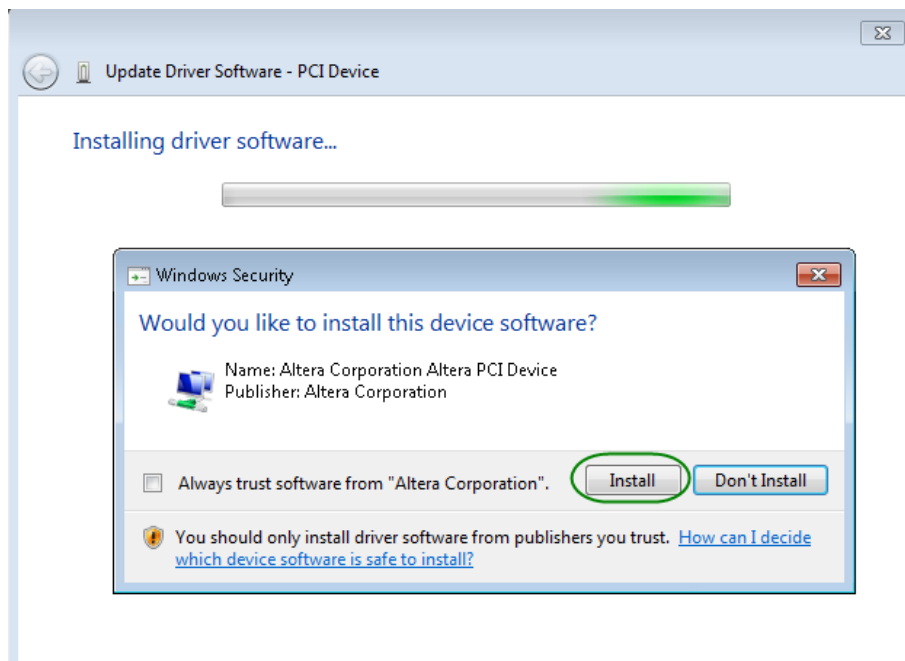 Update Driver Software - PCI Device
Installing driver software...
Windows Security
Would you like to install this device software?
Name: Altera Corporation Altera PCI Device
Publisher: Altera Corporation
Always trust software from "Altera Corporation".
Install
Don't Install
You should only install driver software from publishers you trust. How can I decide
which device software is safe to install?